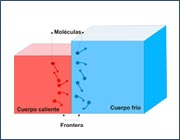 Moléculas
Cuerpo caliente
Cuerpo frío
Frontera